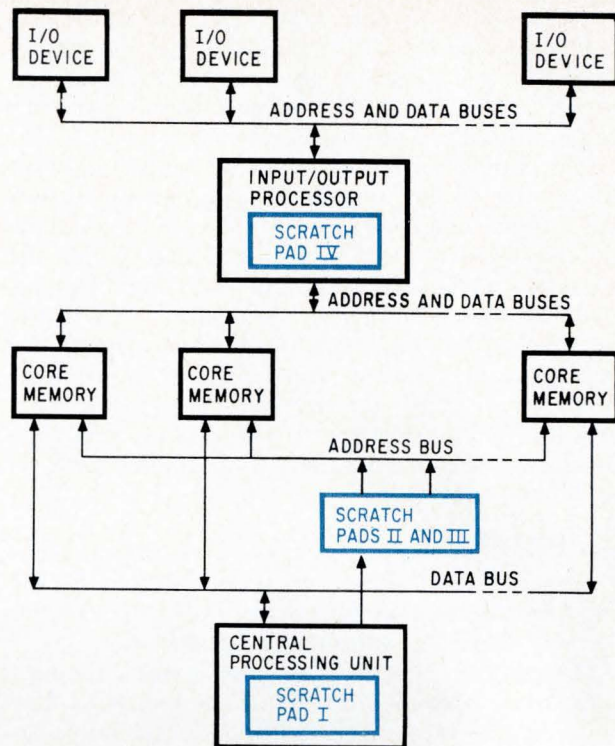 I/O
DEVICE
I/O
DEVICE
I/O
DEVICE
ADDRESS AND DATA BUSES
INPUT/OUTPUT
PROCESSOR
SCRATCH
PAD IV
ADDRESS AND DATA BUSES
CORE
MEMORY
CORE
MEMORY
CORE
MEMORY
ADDRESS BUS
SCRATCH
PADS II AND III
DATA BUS
CENTRAL
PROCESSING UNIT
SCRATCH
PAD I